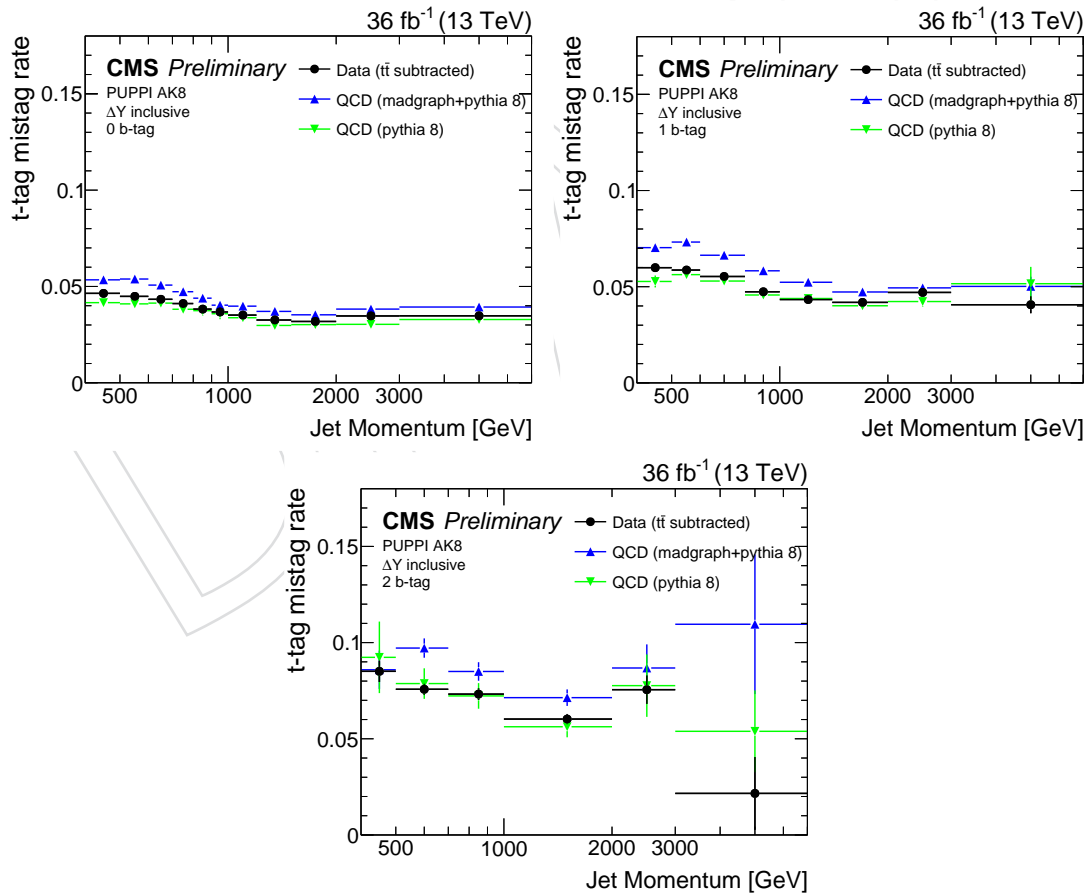 36 fb⁻¹ (13 TeV)
CMS Preliminary
PUPPI AK8
ΔY inclusive
0 b-tag
Data (tt̄ subtracted)
QCD (madgraph+pythia 8)
QCD (pythia 8)
t-tag mistag rate
0.15
0.1
0.05
0
500
1000
2000
3000
Jet Momentum [GeV]
36 fb⁻¹ (13 TeV)
CMS Preliminary
PUPPI AK8
ΔY inclusive
1 b-tag
Data (tt̄ subtracted)
QCD (madgraph+pythia 8)
QCD (pythia 8)
t-tag mistag rate
0.15
0.1
0.05
0
500
1000
2000
3000
Jet Momentum [GeV]
36 fb⁻¹ (13 TeV)
CMS Preliminary
PUPPI AK8
ΔY inclusive
2 b-tag
Data (tt̄ subtracted)
QCD (madgraph+pythia 8)
QCD (pythia 8)
t-tag mistag rate
0.15
0.1
0.05
0
500
1000
2000
3000
Jet Momentum [GeV]